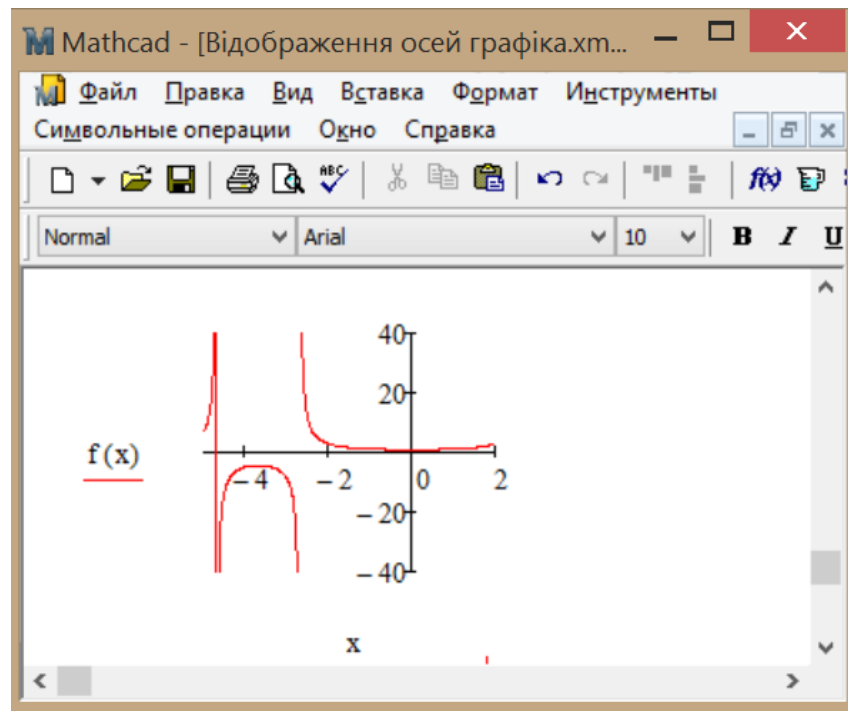 Mathcad - [Відображення осей графіка.xm...
Файл Правка Вид Вставка Формат Инструменты
Символьные операции Окно Справка
ABC f(x)
Normal Arial 10 B I U
40
20
f(x)
−4 −2 0 2
−20
−40
x